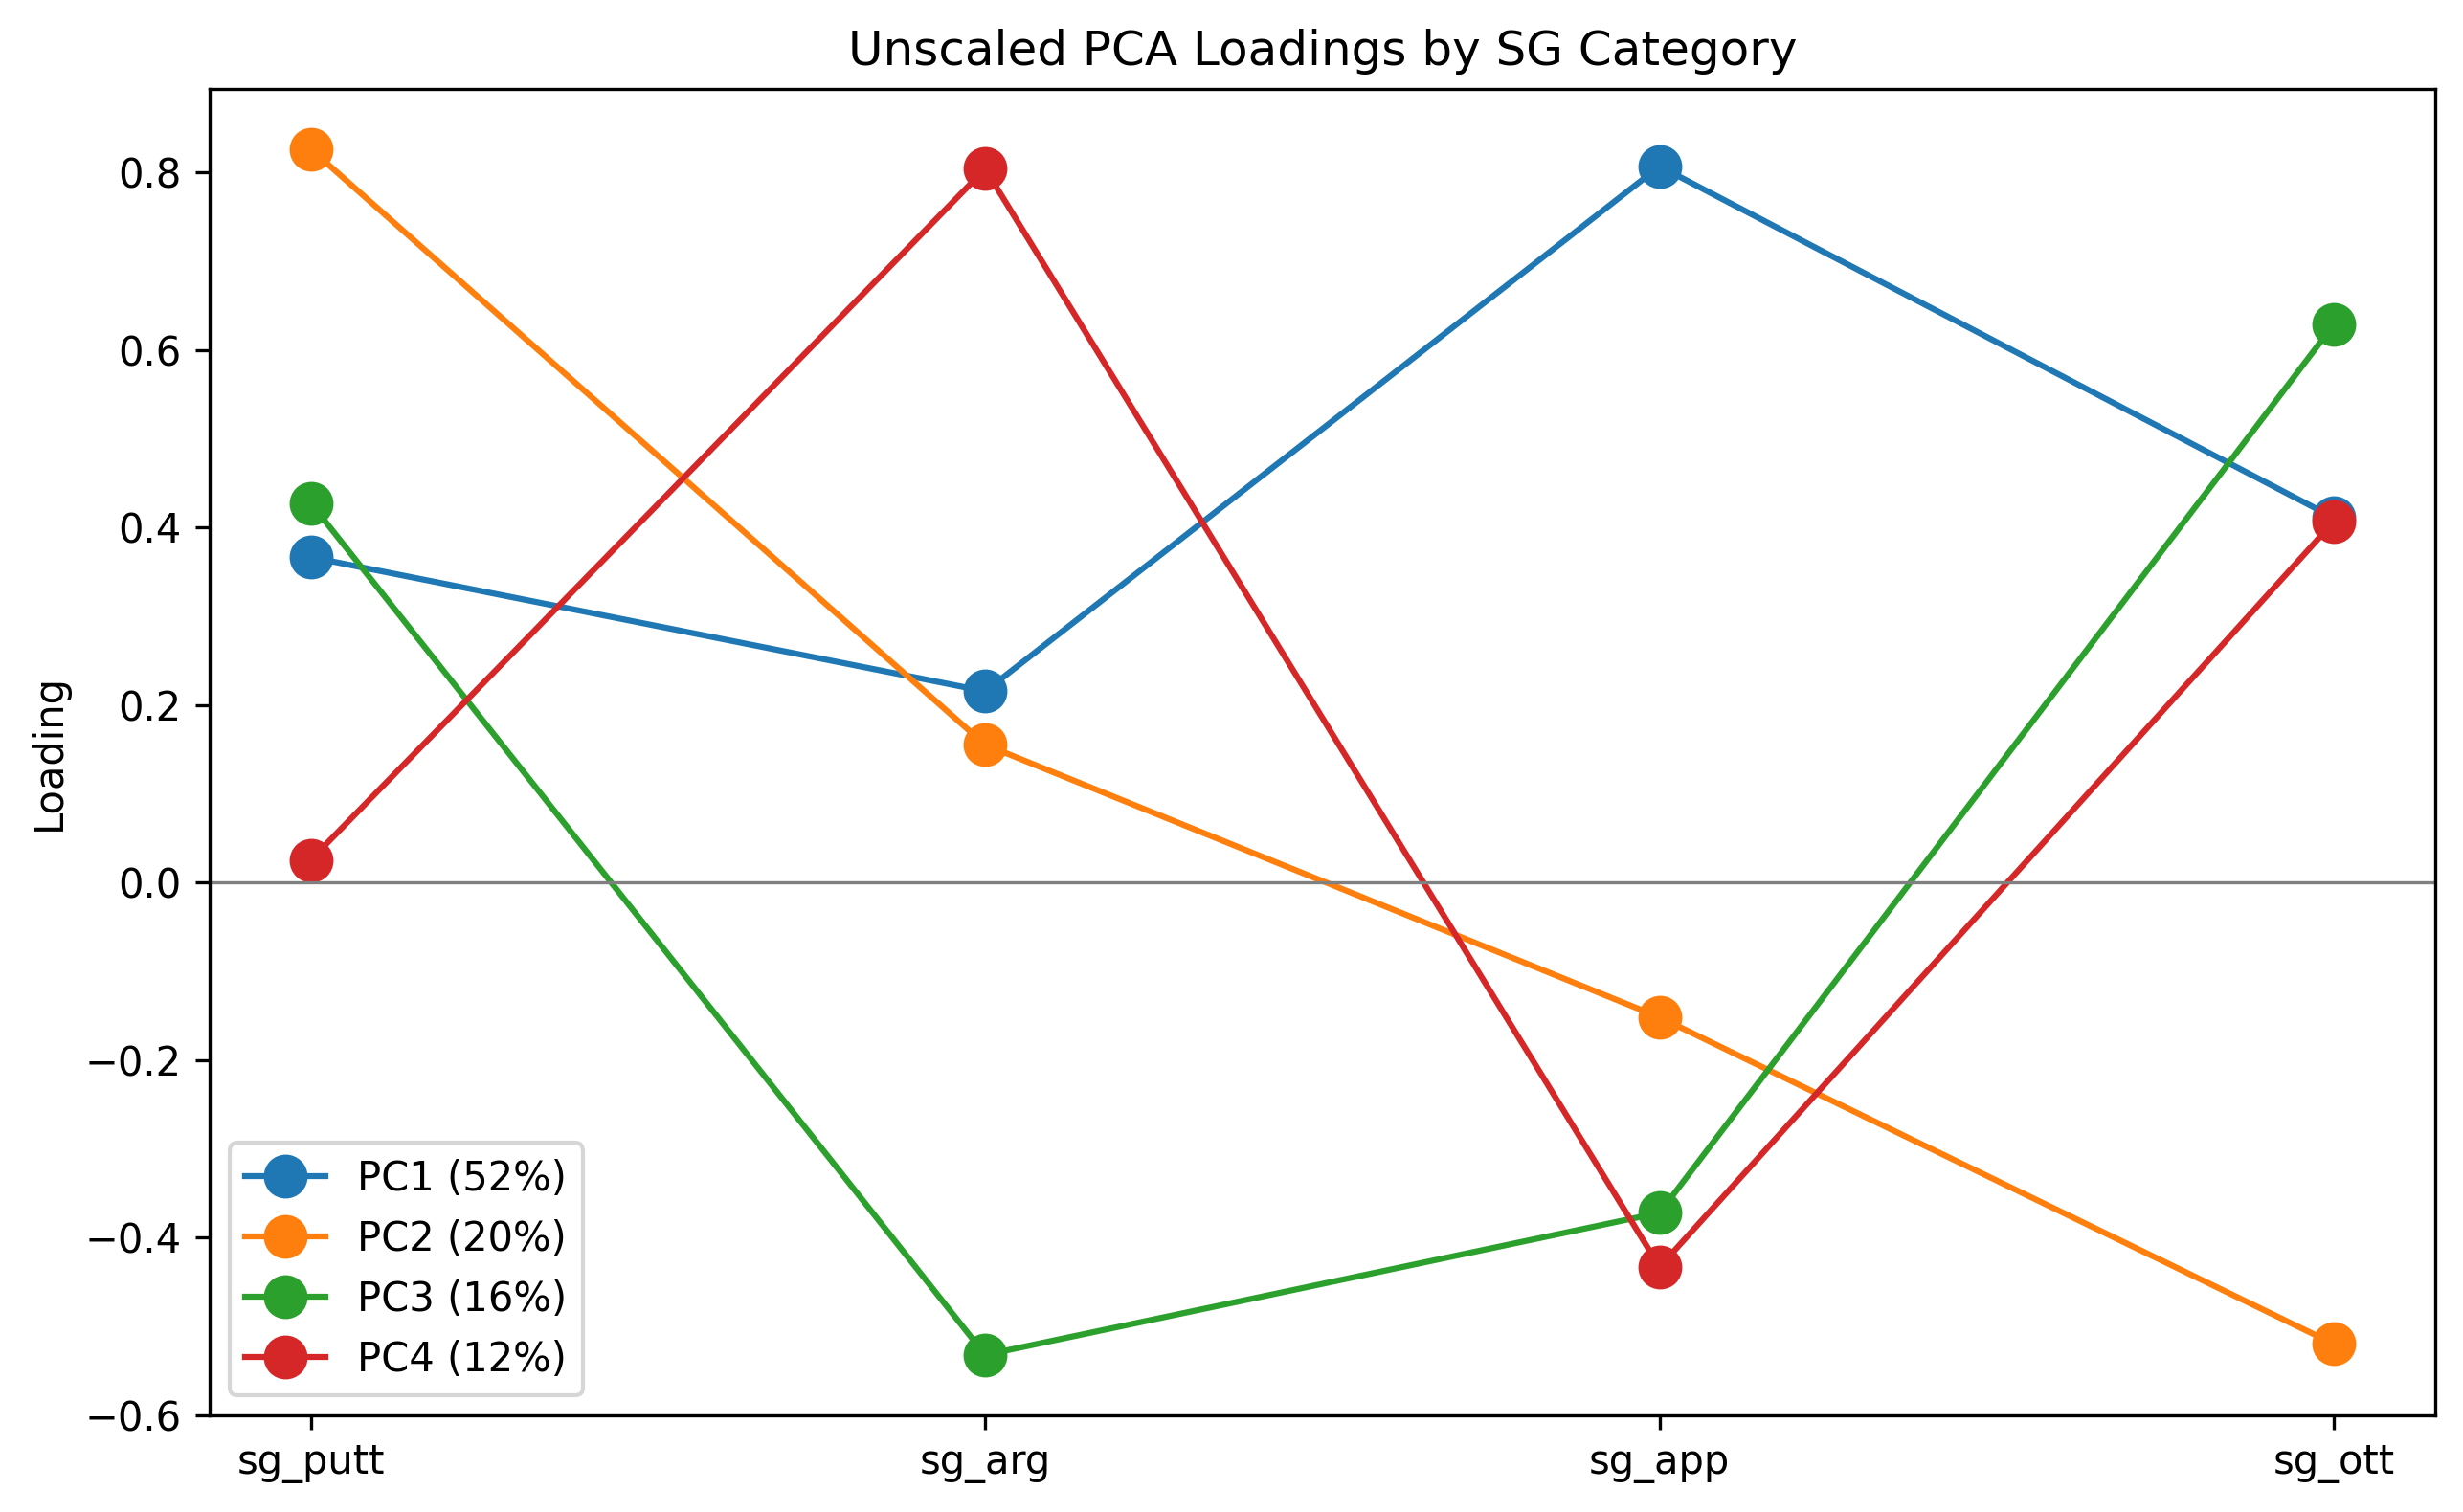 Unscaled PCA Loadings by SG Category
Loading
0.8
0.6
0.4
0.2
0.0
−0.2
−0.4
−0.6
PC1 (52%)
PC2 (20%)
PC3 (16%)
PC4 (12%)
sg_putt
sg_arg
sg_app
sg_ott